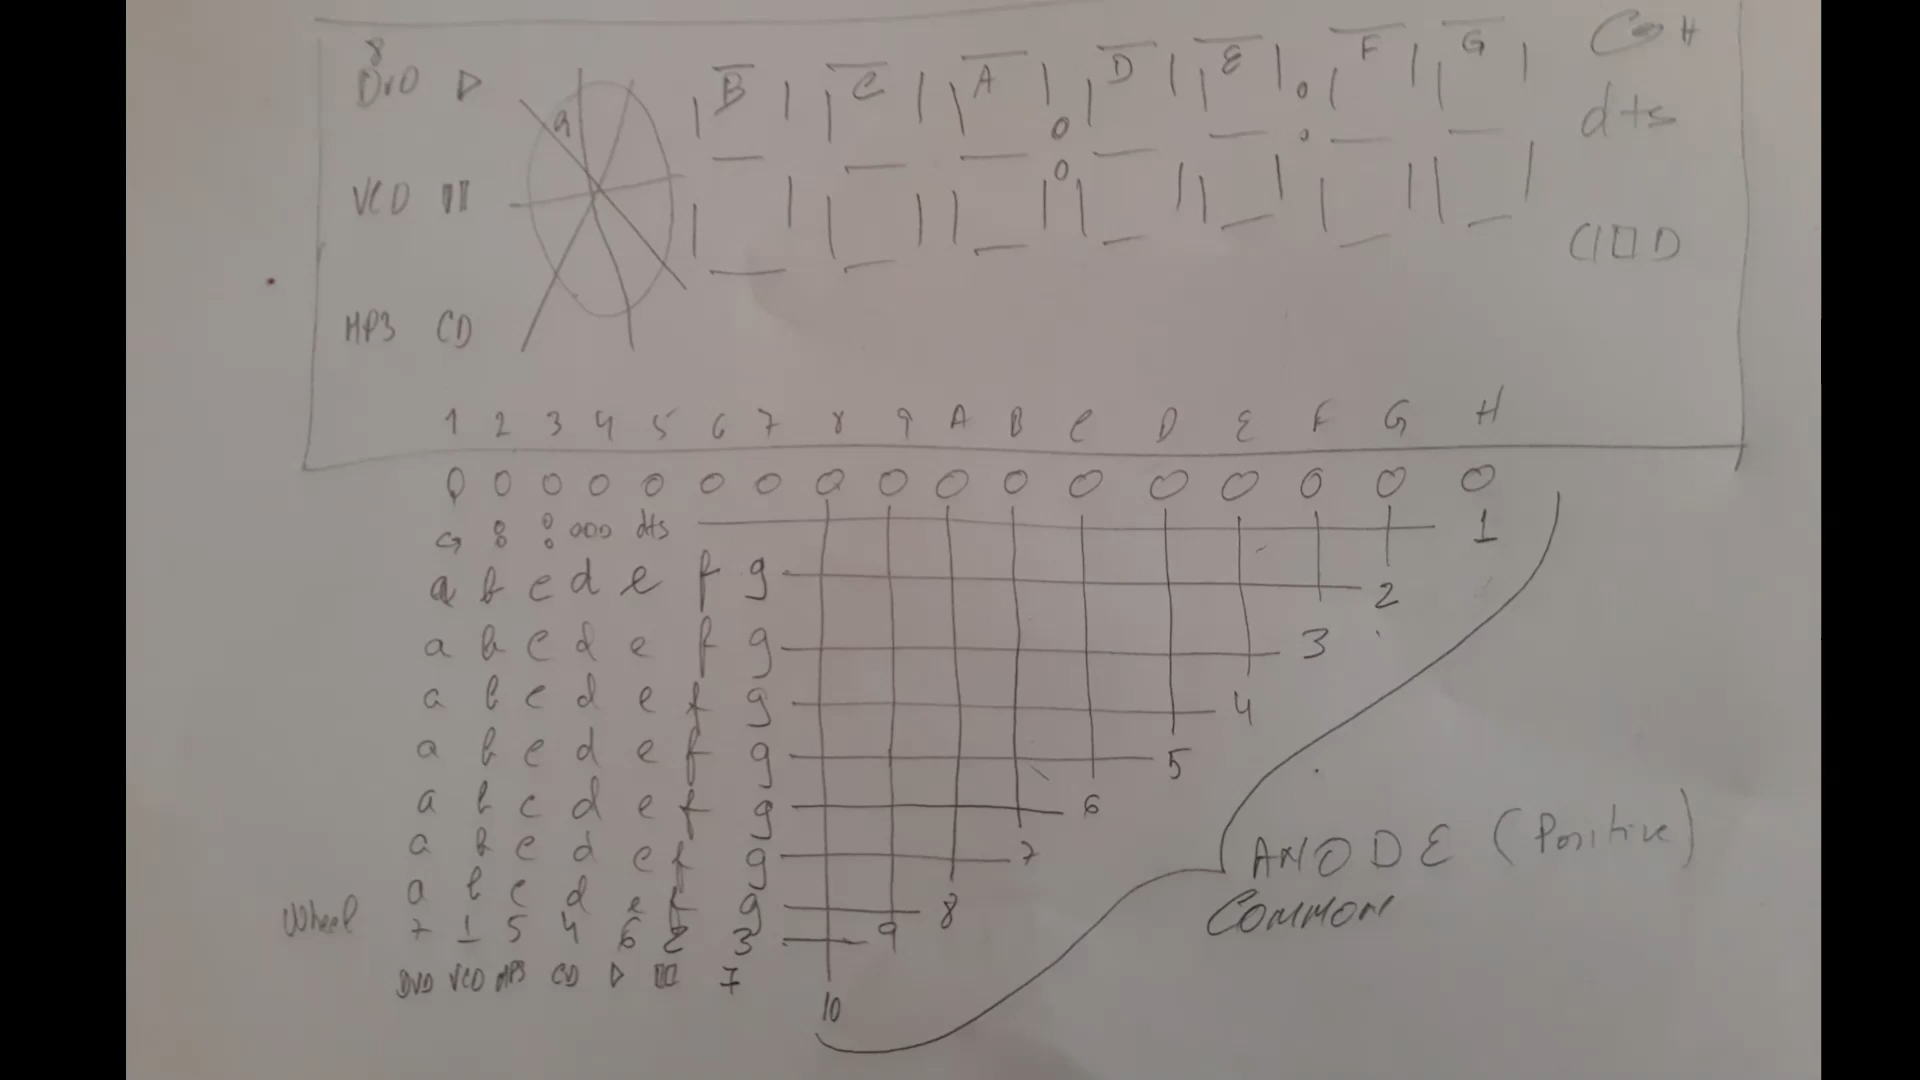 DVD
B C A D E F G
a
dts
VCD
MP3 CD
1 2 3 4 5 6 7 8 9 A B C D E F G H
dts 1
a b c d e f g 2
a b c d e f g 3
a b c d e f g 4
a b c d e f g 5
a b c d e f g 6
a b c d e f g 7
a b c d e f g 8
Wheel 7 1 5 4 6 2 3 9
DVD VCD MP3 CD 7
10
ANODE (Positive)
COMMON